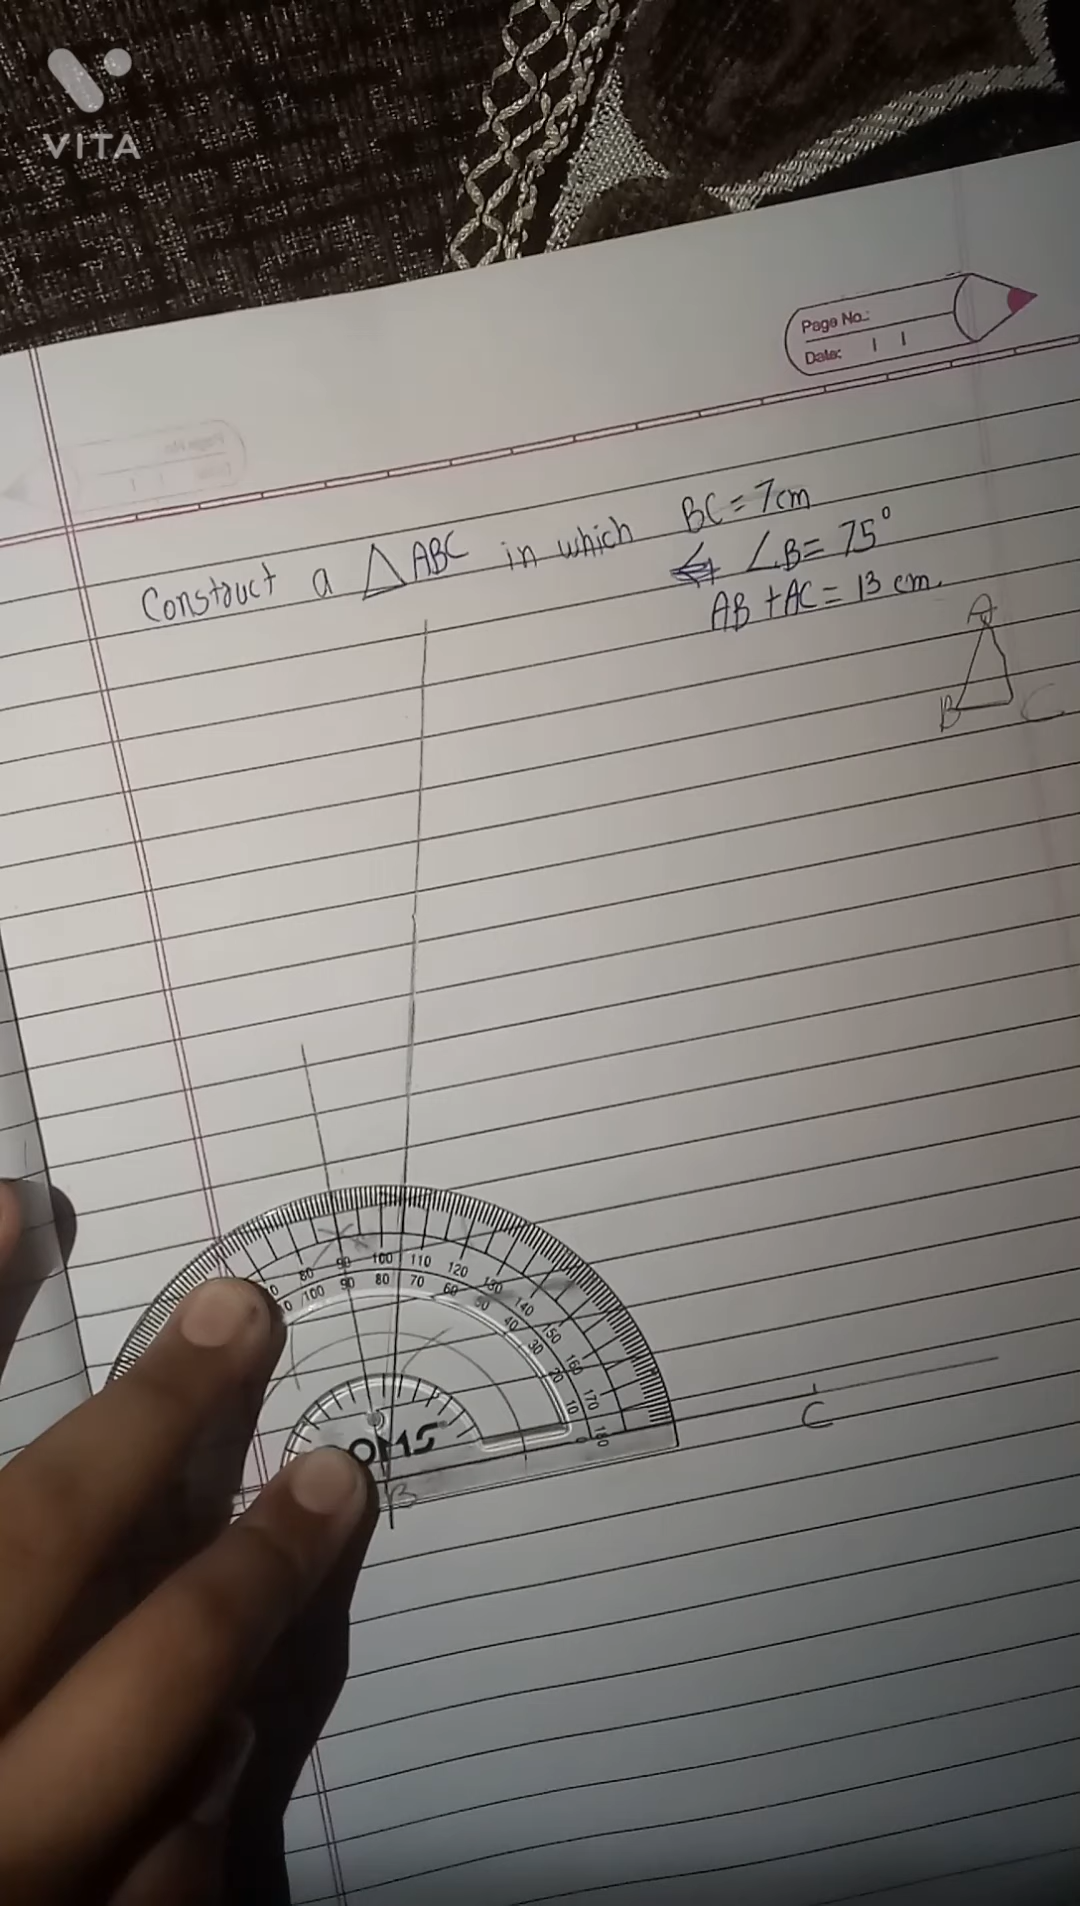 VITA
Page No.:
Date:
Construct a △ABC in which BC = 7cm
∠B = 75°
AB + AC = 13 cm.
A
B C
80 90 100 110 120 130 140 150 160 170 180
100 90 80 70 60 50 40 30 20 10 0
C
OMS
B